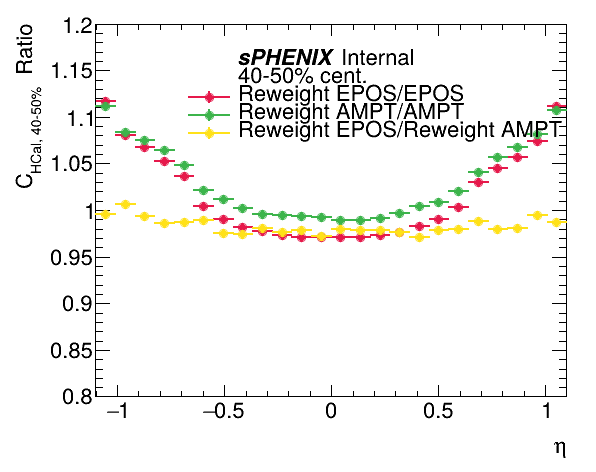 C_HCal, 40-50% Ratio
1.2
1.15
1.1
1.05
1
0.95
0.9
0.85
0.8
sPHENIX Internal
40-50% cent.
Reweight EPOS/EPOS
Reweight AMPT/AMPT
Reweight EPOS/Reweight AMPT
−1 −0.5 0 0.5 1
η